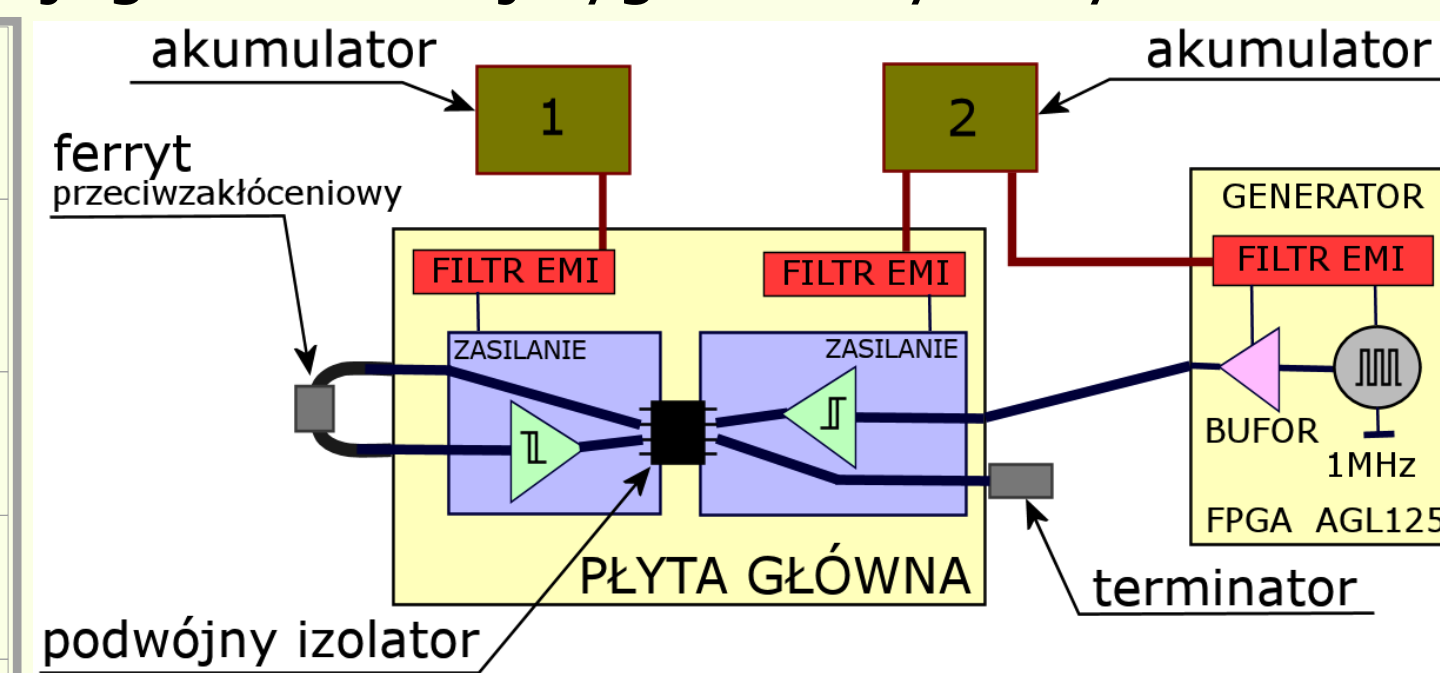 akumulator
akumulator
1
2
ferryt
przeciwzakłóceniowy
GENERATOR
FILTR EMI
FILTR EMI
FILTR EMI
ZASILANIE
ZASILANIE
BUFOR
1MHz
FPGA AGL125
PŁYTA GŁÓWNA
terminator
podwójny izolator